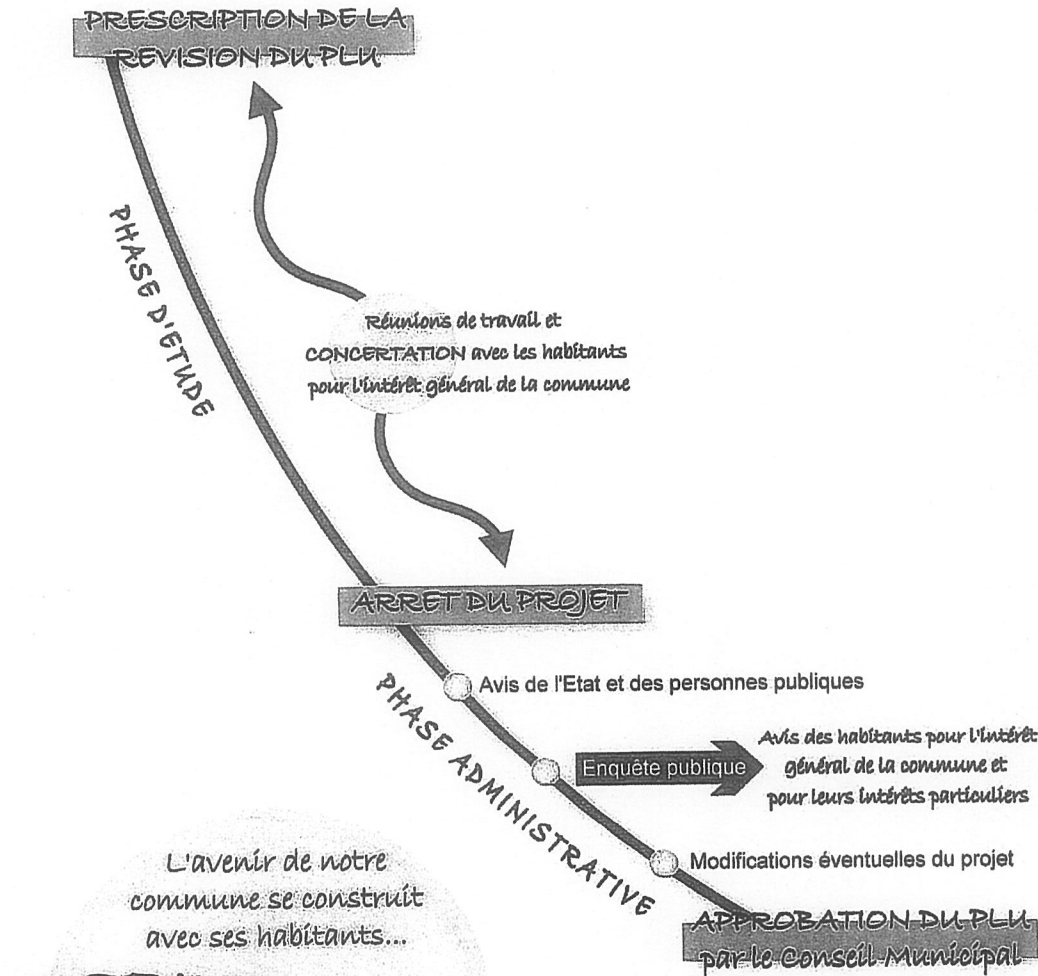 PRESCRIPTION DE LA
REVISION DU PLU
PHASE D'ETUDE
Réunions de travail et
CONCERTATION avec les habitants
pour l'intérêt général de la commune
ARRET DU PROJET
PHASE ADMINISTRATIVE
Avis de l'Etat et des personnes publiques
Enquête publique
Avis des habitants pour l'intérêt
général de la commune et
pour leurs intérêts particuliers
Modifications éventuelles du projet
APPROBATION DU PLU
par le Conseil Municipal
L'avenir de notre
commune se construit
avec ses habitants...